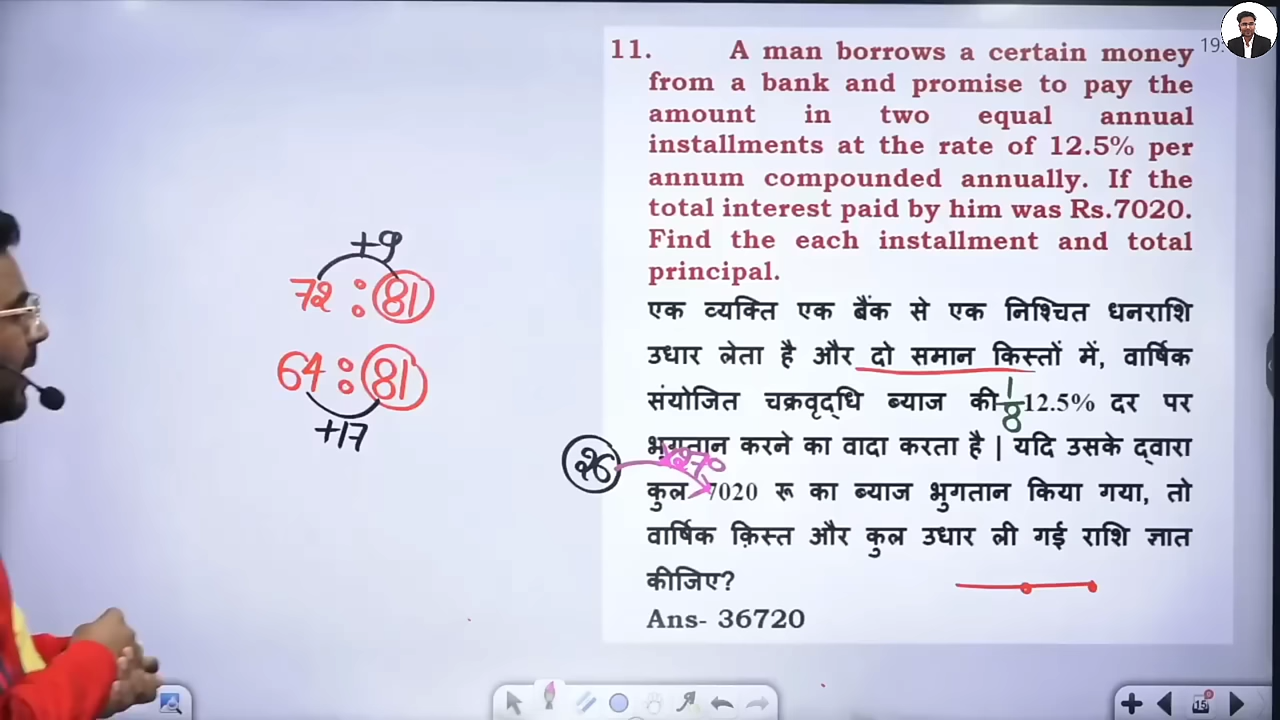 11. A man borrows a certain money
from a bank and promise to pay the
amount in two equal annual
installments at the rate of 12.5% per
annum compounded annually. If the
total interest paid by him was Rs.7020.
Find the each installment and total
principal.
एक व्यक्ति एक बैंक से एक निश्चित धनराशि
उधार लेता है और दो समान किस्तों में, वार्षिक
संयोजित चक्रवृद्धि ब्याज की 1/8 12.5% दर पर
भुगतान करने का वादा करता है | यदि उसके द्वारा
कुल 7020 रू का ब्याज भुगतान किया गया, तो
वार्षिक क़िस्त और कुल उधार ली गई राशि ज्ञात
कीजिए?
Ans- 36720
+9
72 : 81
64 : 81
+17
26
270
19:
15